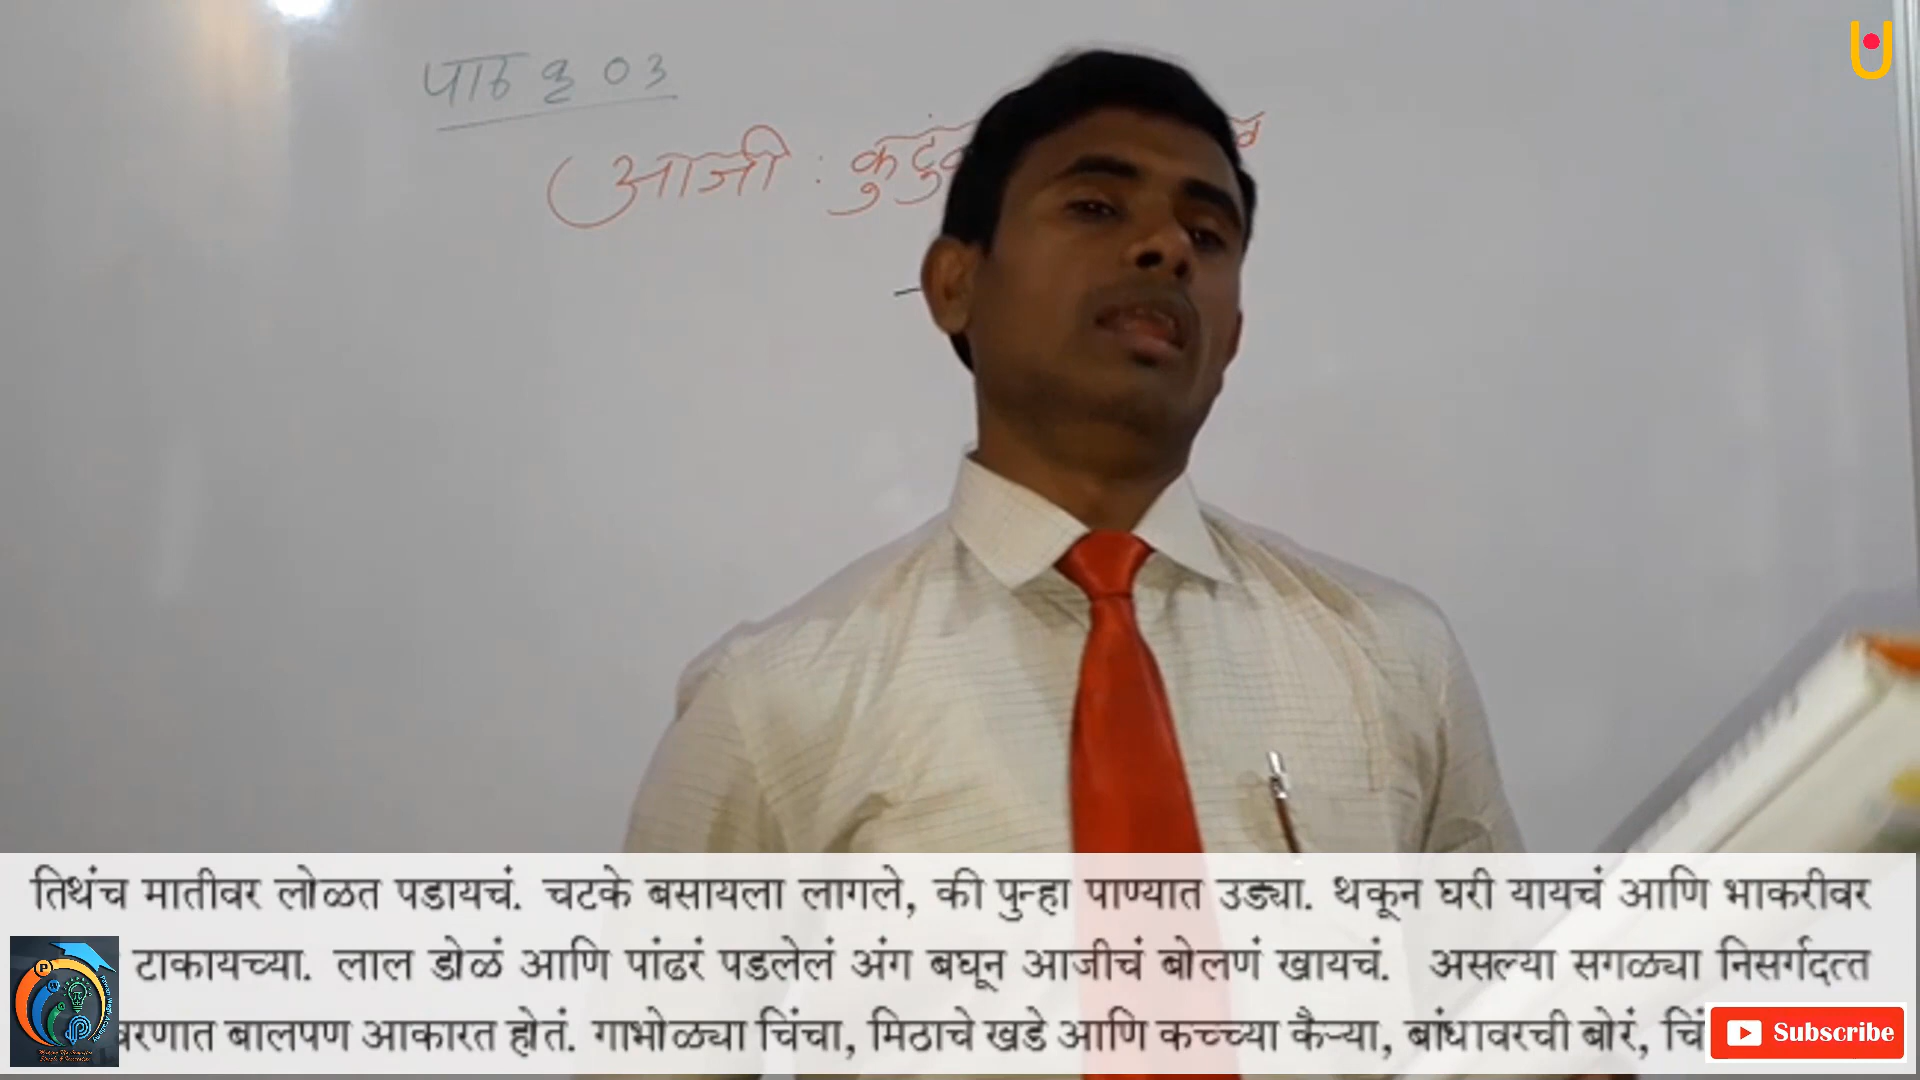 पाठ क्र 03
आजी :
तिथंच मातीवर लोळत पडायचं. चटके बसायला लागले, की पुन्हा पाण्यात उड्या. थकून घरी यायचं आणि भाकरीवर
टाकायच्या. लाल डोळं आणि पांढरं पडलेलं अंग बघून आजीचं बोलणं खायचं. असल्या सगळ्या निसर्गदत्त
वरणात बालपण आकारत होतं. गाभोळ्या चिंचा, मिठाचे खडे आणि कच्च्या कैऱ्या, बांधावरची बोरं, चिं
Subscribe